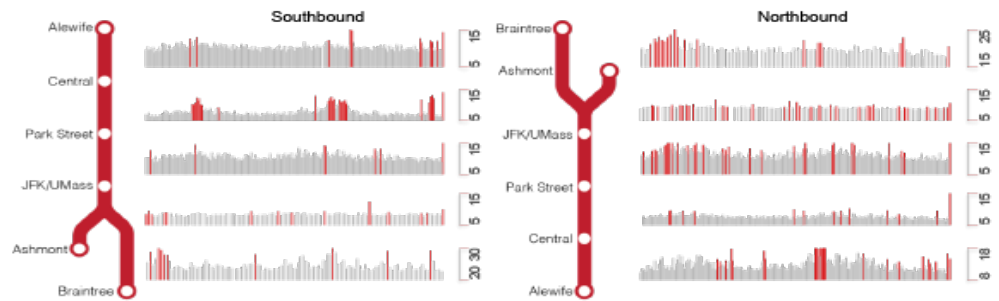 Southbound
Alewife
Central
Park Street
JFK/UMass
Ashmont
Braintree
5 15
5 15
5 15
5 15
20 30
Northbound
Braintree
Ashmont
JFK/UMass
Park Street
Central
Alewife
15 25
5 15
5 15
5 15
8 18